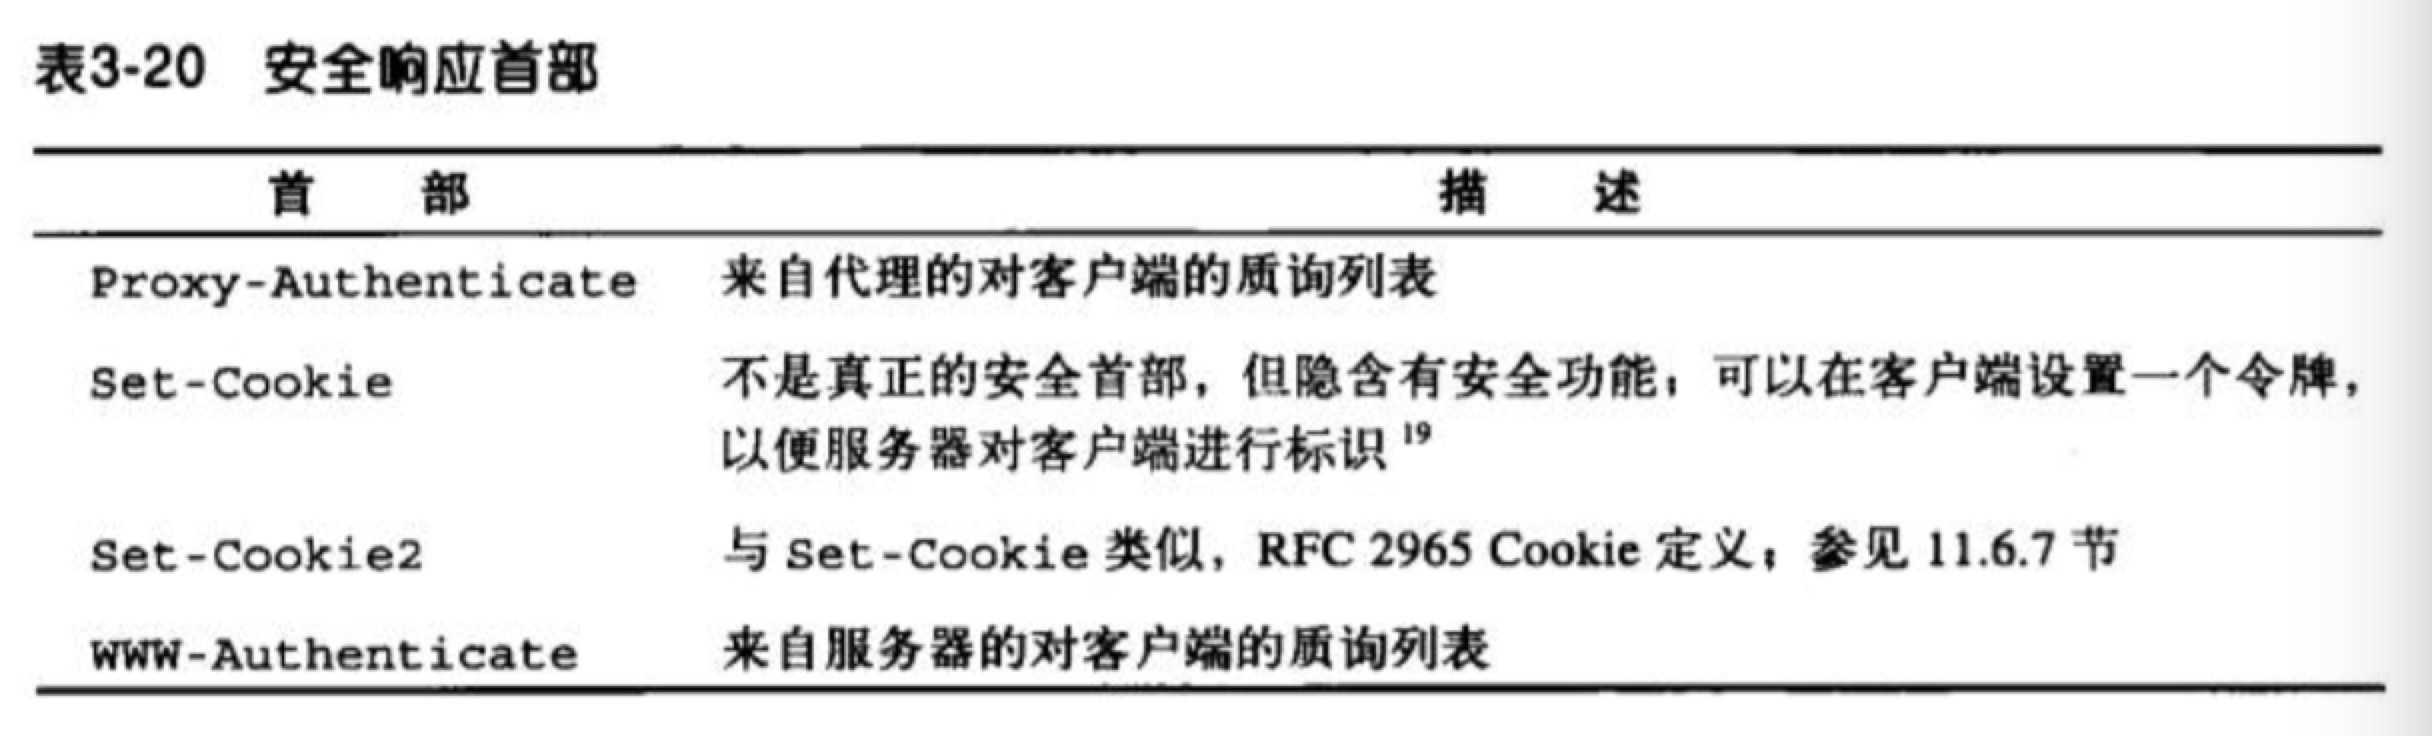 表3-20 安全响应首部
首 部 描 述
Proxy-Authenticate 来自代理的对客户端的质询列表
Set-Cookie 不是真正的安全首部，但隐含有安全功能；可以在客户端设置一个令牌，
以便服务器对客户端进行标识19
Set-Cookie2 与 Set-Cookie 类似，RFC 2965 Cookie 定义；参见 11.6.7 节
WWW-Authenticate 来自服务器的对客户端的质询列表